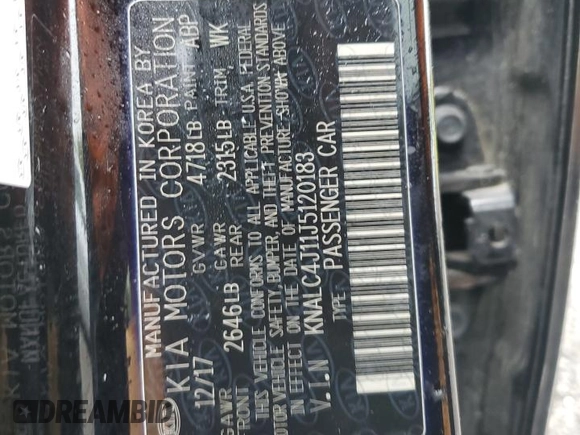 MANUFACTURED IN KOREA BY
KIA MOTORS CORPORATION
12/17 GVWR 4718LB PAINT ABP
GAWR 2646LB GAWR 2315LB TRIM WK
FRONT REAR
THIS VEHICLE CONFORMS TO ALL APPLICABLE U.S.A. FEDERAL
MOTOR VEHICLE SAFETY, BUMPER, AND THEFT PREVENTION STANDARDS
IN EFFECT ON THE DATE OF MANUFACTURE SHOWN ABOVE.
V.I.N KNALC4J11J5120183
TYPE: PASSENGER CAR
DREAMBID